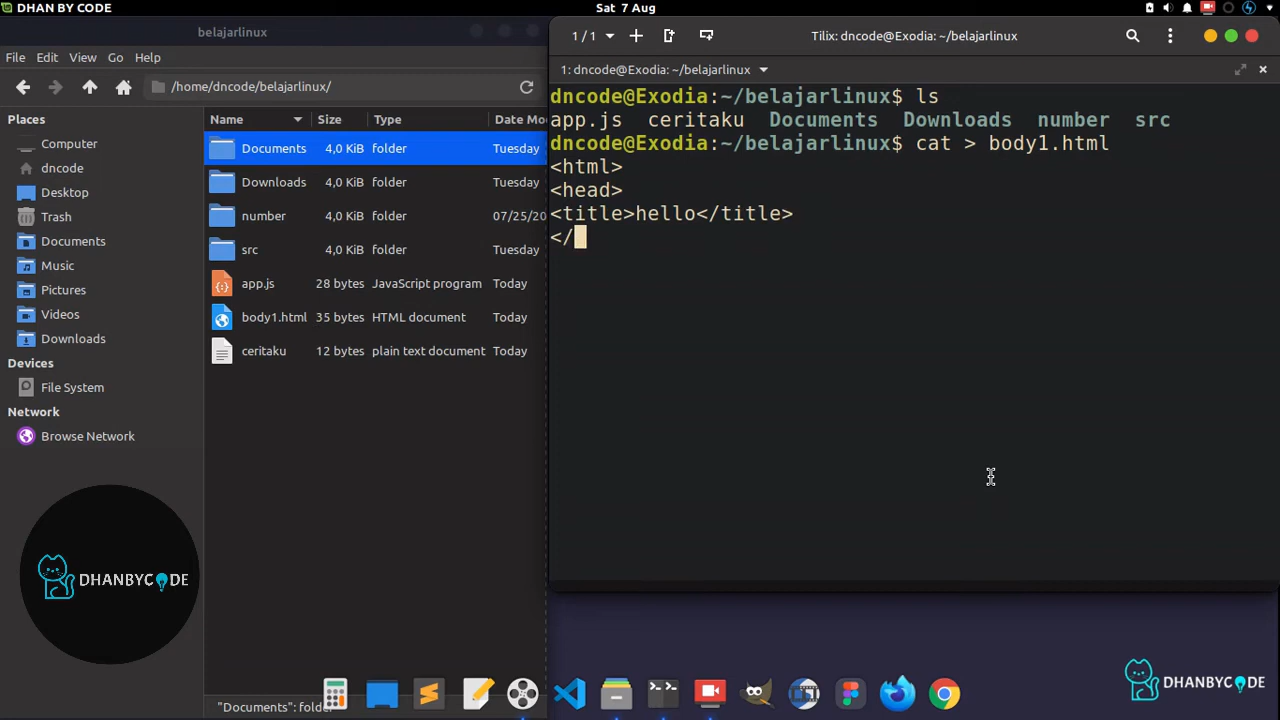 DHAN BY CODE
Sat 7 Aug
belajarlinux
File Edit View Go Help
/home/dncode/belajarlinux/
Places
Computer
dncode
Desktop
Trash
Documents
Music
Pictures
Videos
Downloads
Devices
File System
Network
Browse Network
DHANBYCODE
Name Size Type Date Mo
Documents 4,0 KiB folder Tuesday
Downloads 4,0 KiB folder Tuesday
number 4,0 KiB folder 07/25/20
src 4,0 KiB folder Tuesday
app.js 28 bytes JavaScript program Today
body1.html 35 bytes HTML document Today
ceritaku 12 bytes plain text document Today
"Documents": folde
1 / 1
Tilix: dncode@Exodia: ~/belajarlinux
1: dncode@Exodia: ~/belajarlinux
dncode@Exodia:~/belajarlinux$ ls
app.js ceritaku Documents Downloads number src
dncode@Exodia:~/belajarlinux$ cat > body1.html
<html>
<head>
<title>hello</title>
</
DHANBYCODE